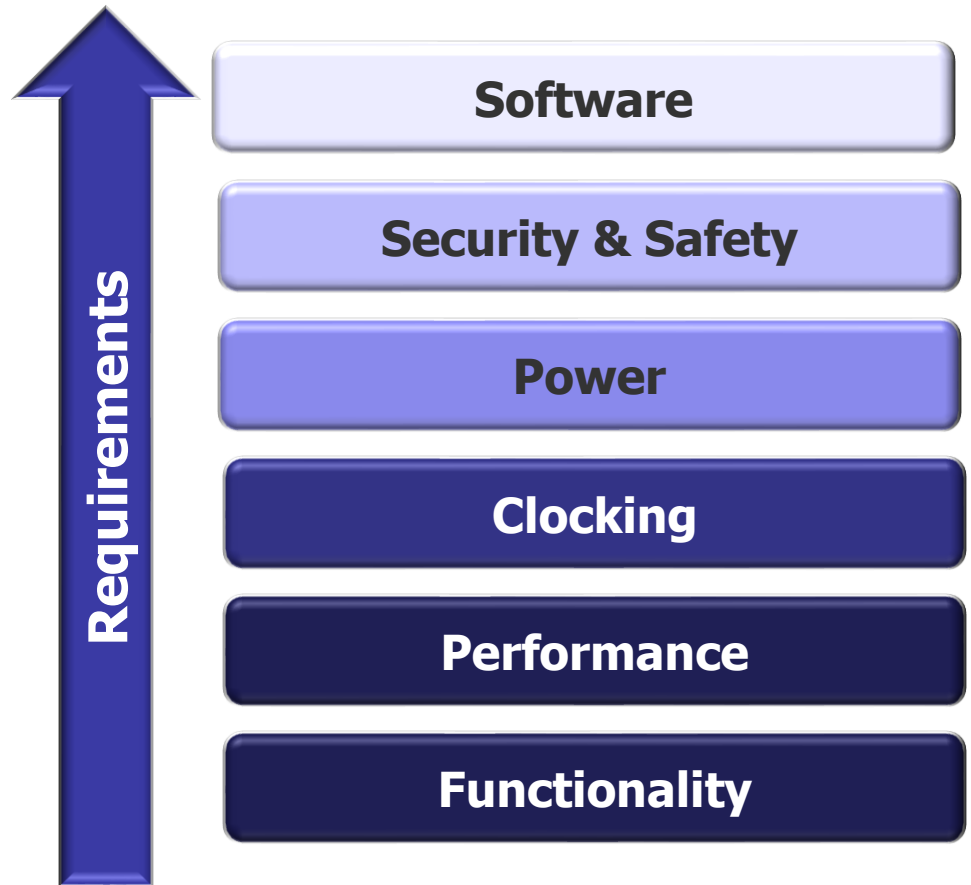 Requirements
Software
Security & Safety
Power
Clocking
Performance
Functionality